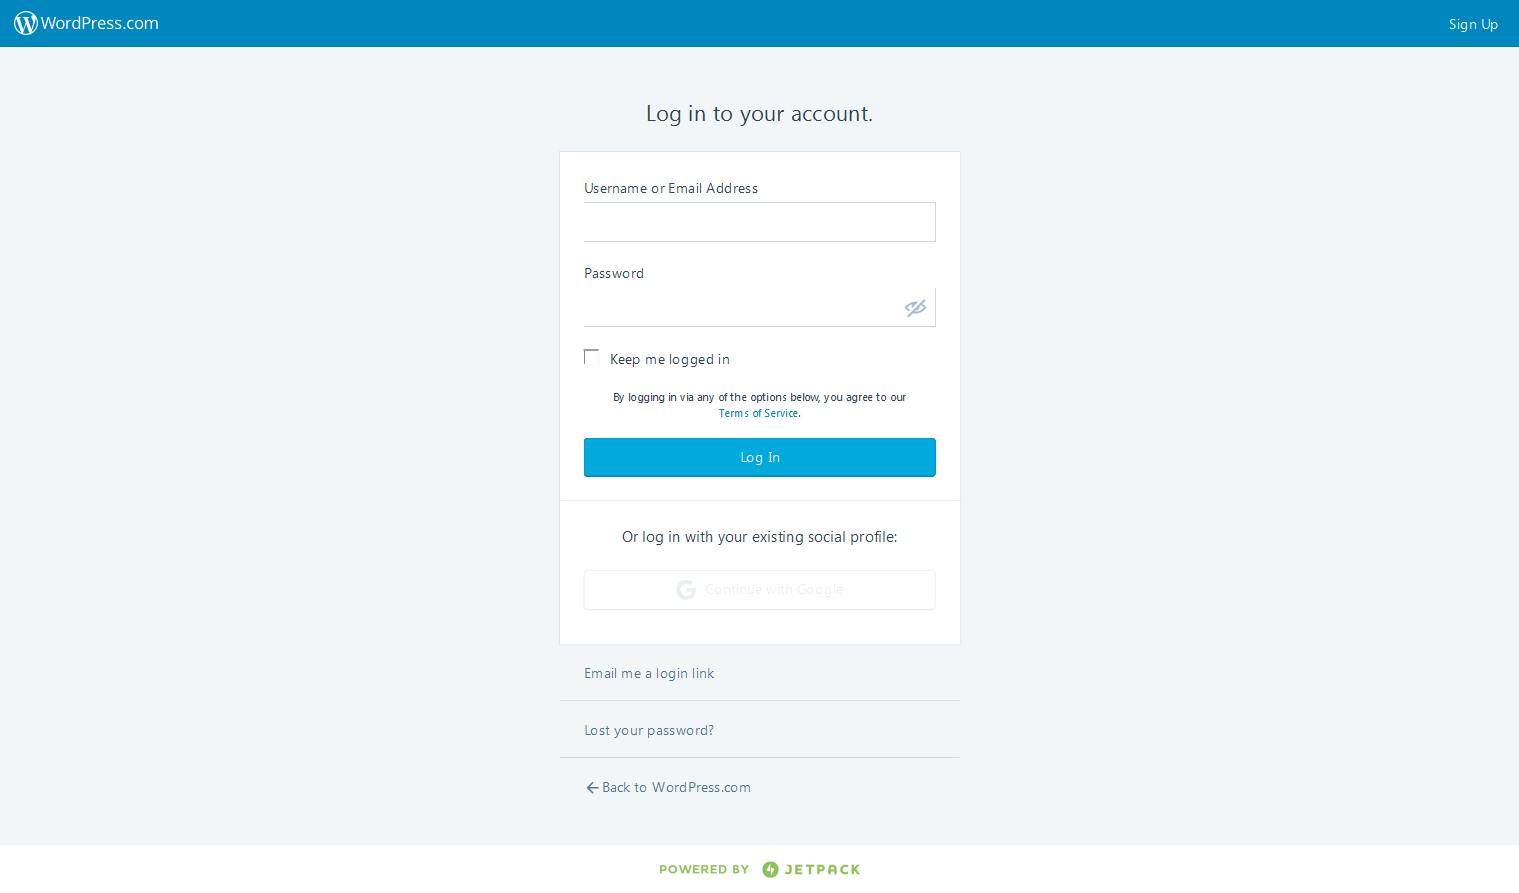 WordPress.com
Sign Up
Log in to your account.
Username or Email Address
Password
Keep me logged in
By logging in via any of the options below, you agree to our
Terms of Service.
Log In
Or log in with your existing social profile:
Continue with Google
Email me a login link
Lost your password?
Back to WordPress.com
POWERED BY JETPACK